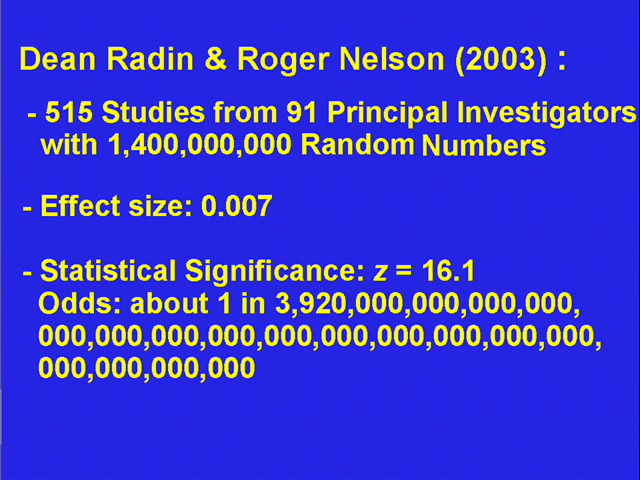 Dean Radin & Roger Nelson (2003) :
- 515 Studies from 91 Principal Investigators
with 1,400,000,000 Random Numbers
- Effect size: 0.007
- Statistical Significance: z = 16.1
Odds: about 1 in 3,920,000,000,000,000,
000,000,000,000,000,000,000,000,000,000,
000,000,000,000